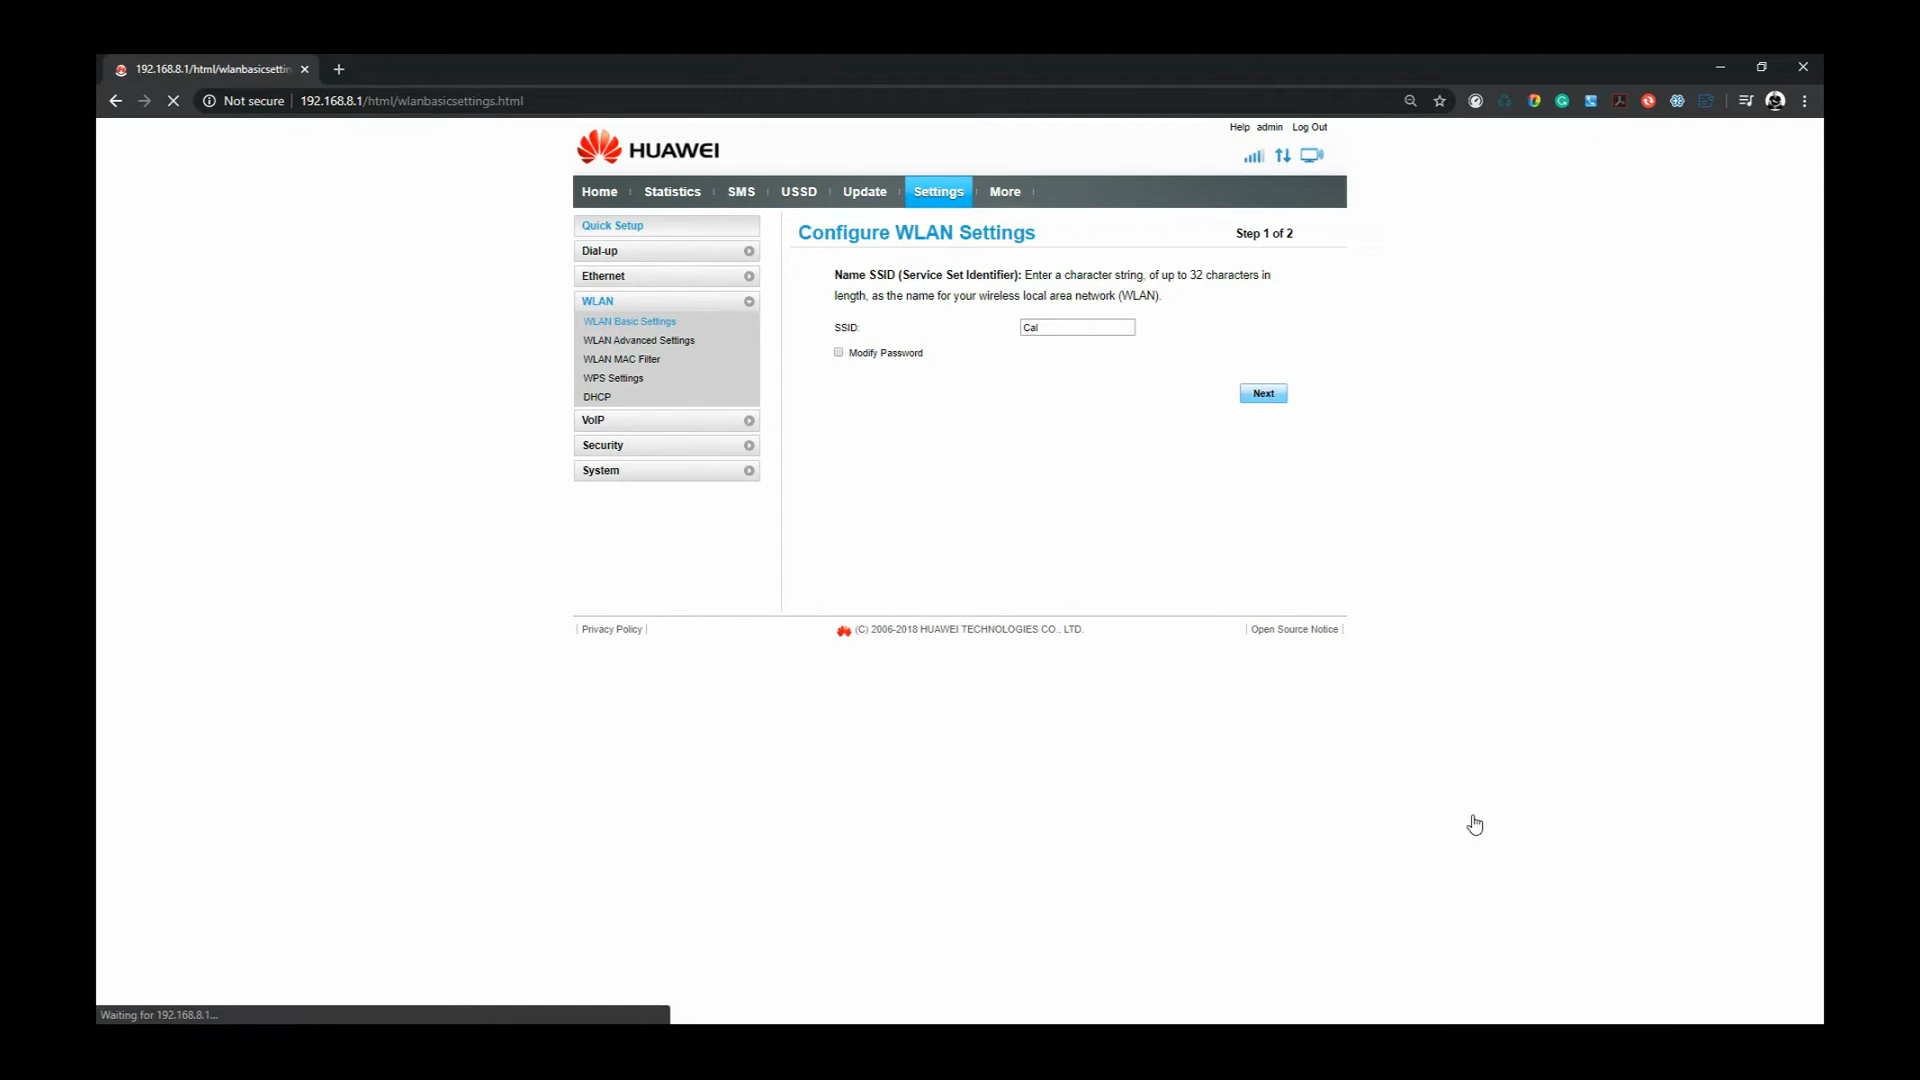 192.168.8.1/html/wlanbasicsettin
Not secure 192.168.8.1/html/wlanbasicsettings.html
Help admin Log Out
HUAWEI
Home Statistics SMS USSD Update Settings More
Quick Setup
Dial-up
Ethernet
WLAN
WLAN Basic Settings
WLAN Advanced Settings
WLAN MAC Filter
WPS Settings
DHCP
VoIP
Security
System
Configure WLAN Settings Step 1 of 2
Name SSID (Service Set Identifier): Enter a character string, of up to 32 characters in
length, as the name for your wireless local area network (WLAN).
SSID: Cal
Modify Password
Next
Privacy Policy (C) 2006-2018 HUAWEI TECHNOLOGIES CO., LTD. Open Source Notice
Waiting for 192.168.8.1...